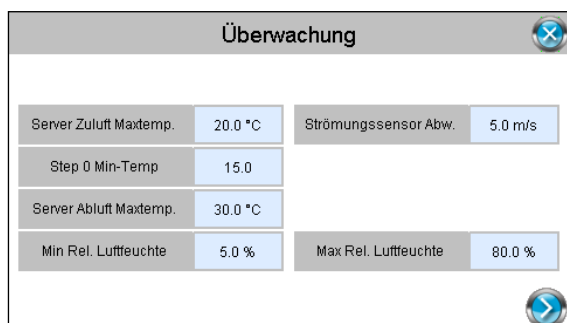 Überwachung
Server Zuluft Maxtemp. 20.0 °C Strömungssensor Abw. 5.0 m/s
Step 0 Min-Temp 15.0
Server Abluft Maxtemp. 30.0 °C
Min Rel. Luftfeuchte 5.0 % Max Rel. Luftfeuchte 80.0 %